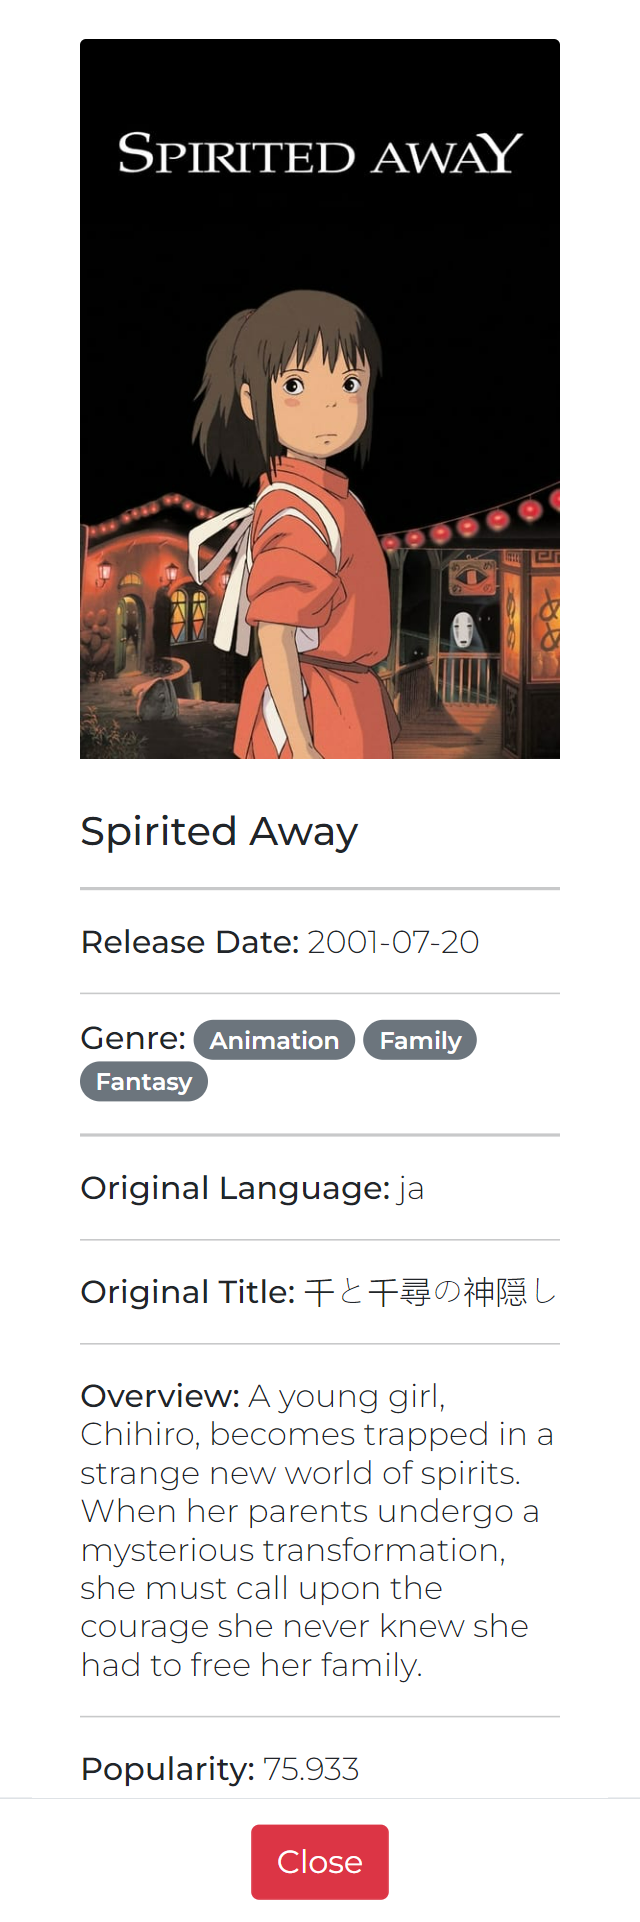 SPIRITED AWAY
Spirited Away
Release Date: 2001-07-20
Genre: Animation Family
Fantasy
Original Language: ja
Original Title: 千と千尋の神隠し
Overview: A young girl,
Chihiro, becomes trapped in a
strange new world of spirits.
When her parents undergo a
mysterious transformation,
she must call upon the
courage she never knew she
had to free her family.
Popularity: 75.933
Close